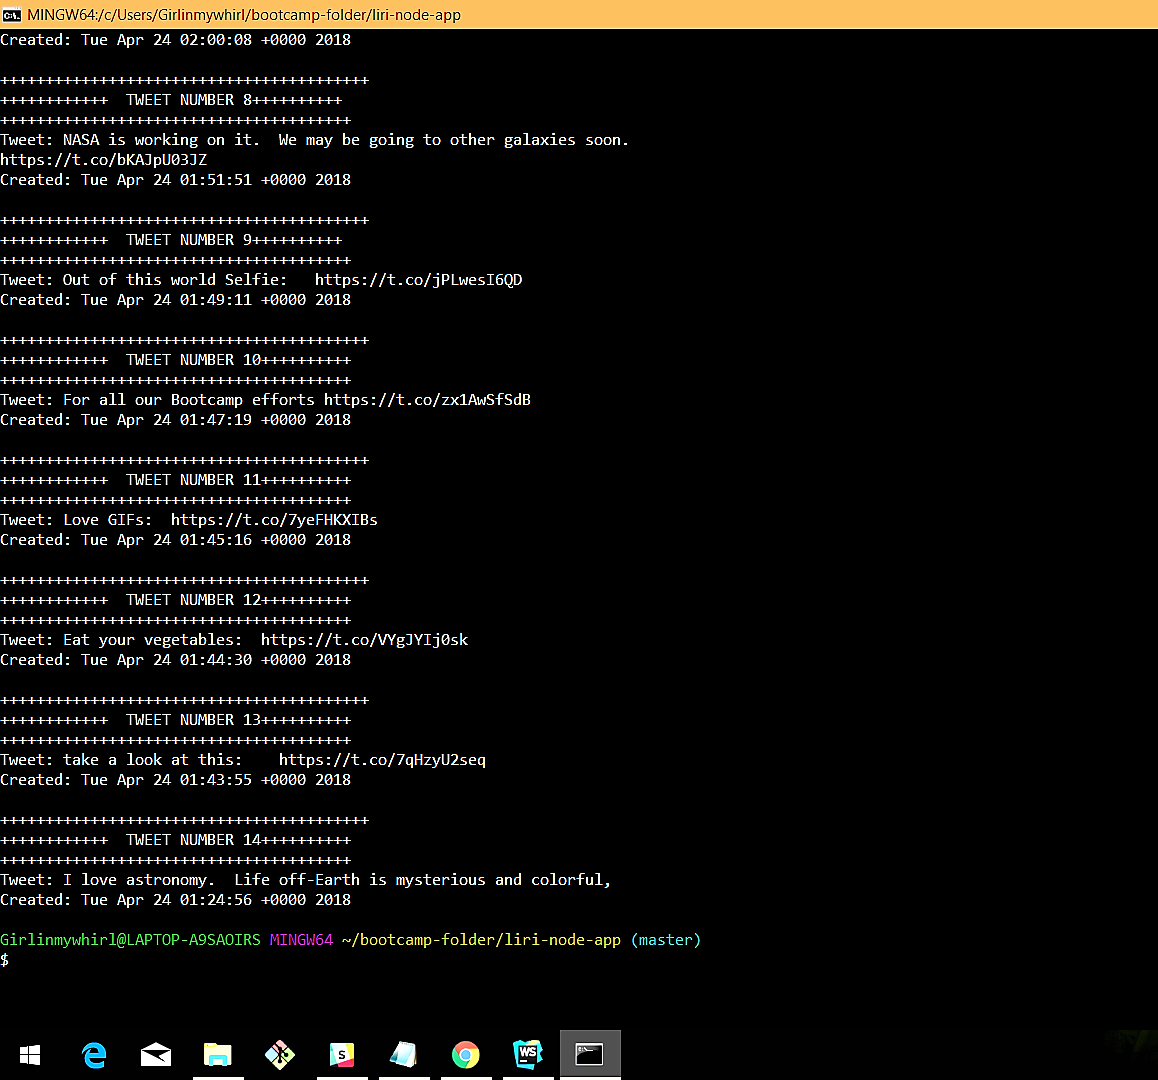 MINGW64:/c/Users/Girlinmywhirl/bootcamp-folder/liri-node-app
Created: Tue Apr 24 02:00:08 +0000 2018
+++++++++++++++++++++++++++++++++++++++++
++++++++++++  TWEET NUMBER 8++++++++++
+++++++++++++++++++++++++++++++++++++++
Tweet: NASA is working on it.  We may be going to other galaxies soon.
https://t.co/bKAJpU03JZ
Created: Tue Apr 24 01:51:51 +0000 2018
+++++++++++++++++++++++++++++++++++++++++
++++++++++++  TWEET NUMBER 9++++++++++
+++++++++++++++++++++++++++++++++++++++
Tweet: Out of this world Selfie:   https://t.co/jPLwesI6QD
Created: Tue Apr 24 01:49:11 +0000 2018
+++++++++++++++++++++++++++++++++++++++++
++++++++++++  TWEET NUMBER 10++++++++++
+++++++++++++++++++++++++++++++++++++++
Tweet: For all our Bootcamp efforts https://t.co/zx1AwSfSdB
Created: Tue Apr 24 01:47:19 +0000 2018
+++++++++++++++++++++++++++++++++++++++++
++++++++++++  TWEET NUMBER 11++++++++++
+++++++++++++++++++++++++++++++++++++++
Tweet: Love GIFs:  https://t.co/7yeFHKXIBs
Created: Tue Apr 24 01:45:16 +0000 2018
+++++++++++++++++++++++++++++++++++++++++
++++++++++++  TWEET NUMBER 12++++++++++
+++++++++++++++++++++++++++++++++++++++
Tweet: Eat your vegetables:  https://t.co/VYgJYIj0sk
Created: Tue Apr 24 01:44:30 +0000 2018
+++++++++++++++++++++++++++++++++++++++++
++++++++++++  TWEET NUMBER 13++++++++++
+++++++++++++++++++++++++++++++++++++++
Tweet: take a look at this:    https://t.co/7qHzyU2seq
Created: Tue Apr 24 01:43:55 +0000 2018
+++++++++++++++++++++++++++++++++++++++++
++++++++++++  TWEET NUMBER 14++++++++++
+++++++++++++++++++++++++++++++++++++++
Tweet: I love astronomy.  Life off-Earth is mysterious and colorful,
Created: Tue Apr 24 01:24:56 +0000 2018
Girlinmywhirl@LAPTOP-A9SAOIRS MINGW64 ~/bootcamp-folder/liri-node-app (master)
$